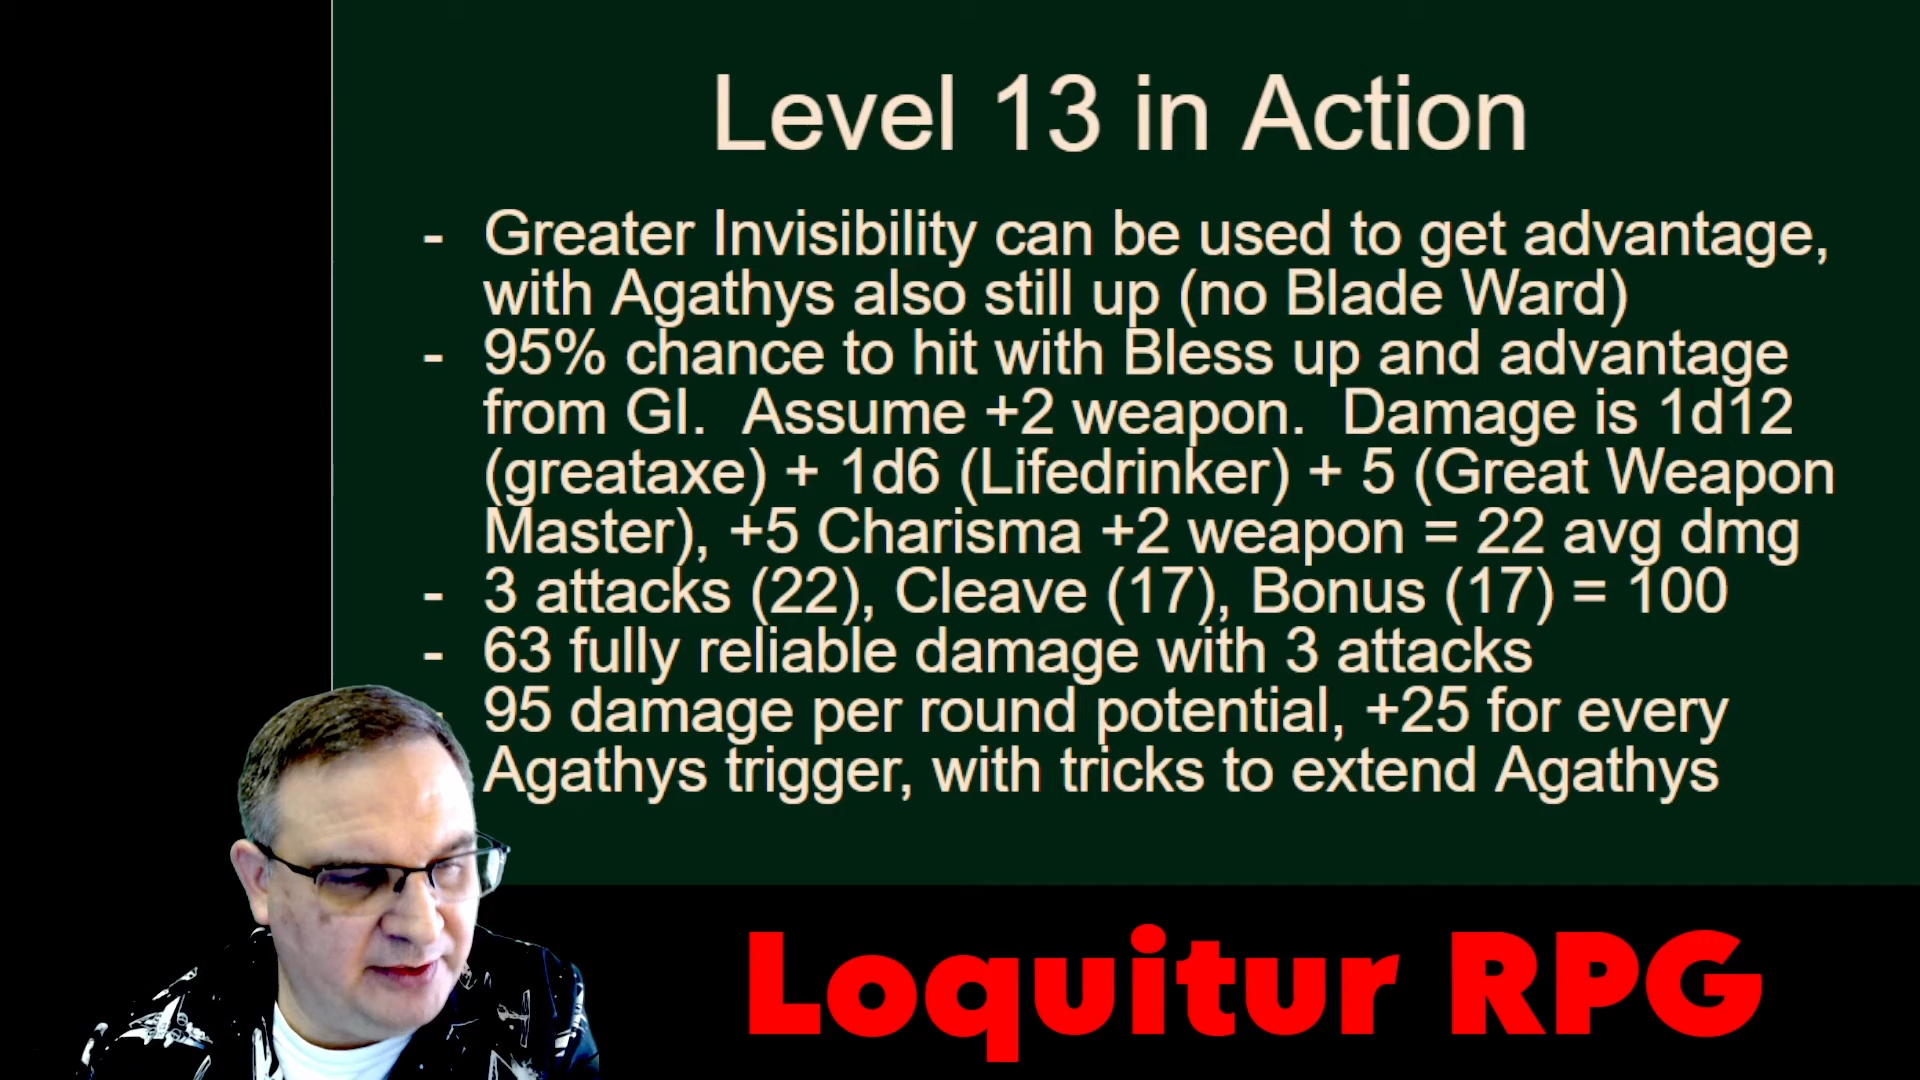 Level 13 in Action
- Greater Invisibility can be used to get advantage,
with Agathys also still up (no Blade Ward)
- 95% chance to hit with Bless up and advantage
from GI.  Assume +2 weapon.  Damage is 1d12
(greataxe) + 1d6 (Lifedrinker) + 5 (Great Weapon
Master), +5 Charisma +2 weapon = 22 avg dmg
- 3 attacks (22), Cleave (17), Bonus (17) = 100
- 63 fully reliable damage with 3 attacks
- 95 damage per round potential, +25 for every
Agathys trigger, with tricks to extend Agathys
Loquitur RPG